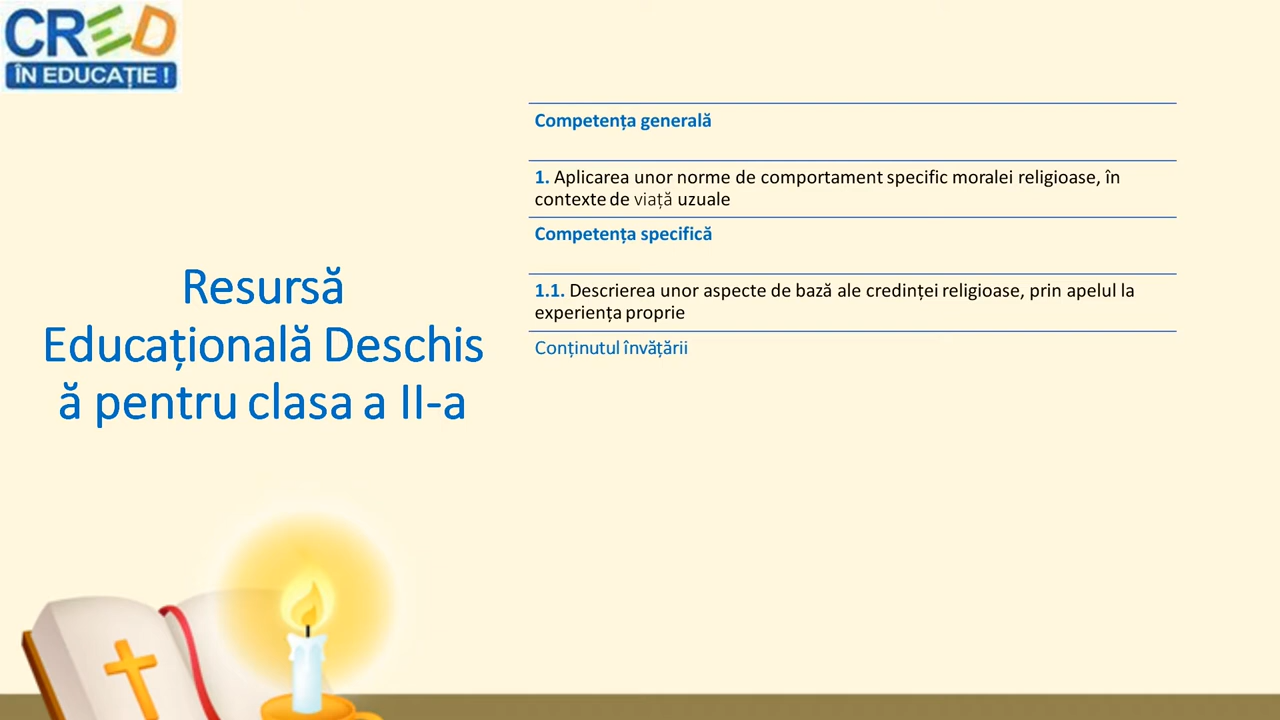 CRED
ÎN EDUCAȚIE !
Resursă
Educațională Deschis
ă pentru clasa a II-a
Competența generală
1. Aplicarea unor norme de comportament specific moralei religioase, în
contexte de viață uzuale
Competența specifică
1.1. Descrierea unor aspecte de bază ale credinței religioase, prin apelul la
experiența proprie
Conținutul învățării